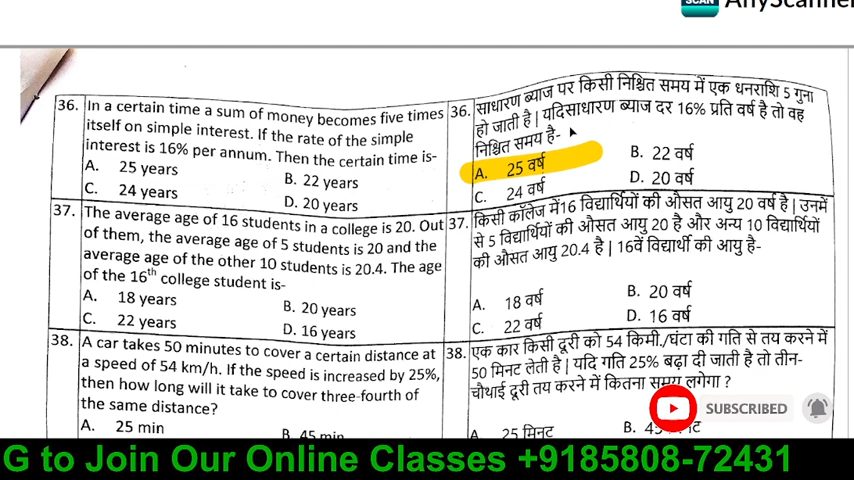 SCAN AnyScanner
36. In a certain time a sum of money becomes five times
itself on simple interest. If the rate of the simple
interest is 16% per annum. Then the certain time is-
A. 25 years B. 22 years
C. 24 years D. 20 years
37. The average age of 16 students in a college is 20. Out
of them, the average age of 5 students is 20 and the
average age of the other 10 students is 20.4. The age
of the 16th college student is-
A. 18 years B. 20 years
C. 22 years D. 16 years
38. A car takes 50 minutes to cover a certain distance at
a speed of 54 km/h. If the speed is increased by 25%,
then how long will it take to cover three-fourth of
the same distance?
A. 25 min B. 45 min
36. साधारण ब्याज पर किसी निश्चित समय में एक धनराशि 5 गुना
हो जाती है | यदिसाधारण ब्याज दर 16% प्रति वर्ष है तो वह
निश्चित समय है-
A. 25 वर्ष B. 22 वर्ष
C. 24 वर्ष D. 20 वर्ष
37. किसी कॉलेज में16 विद्यार्थियों की औसत आयु 20 वर्ष है | उनमें
से 5 विद्यार्थियों की औसत आयु 20 है और अन्य 10 विद्यार्थियों
की औसत आयु 20.4 है | 16वें विद्यार्थी की आयु है-
A. 18 वर्ष B. 20 वर्ष
C. 22 वर्ष D. 16 वर्ष
38. एक कार किसी दूरी को 54 किमी./घंटा की गति से तय करने में
50 मिनट लेती है | यदि गति 25% बढ़ा दी जाती है तो तीन-
चौथाई दूरी तय करने में कितना समय लगेगा ?
A. 25 मिनट B.
SUBSCRIBED
G to Join Our Online Classes +9185808-72431